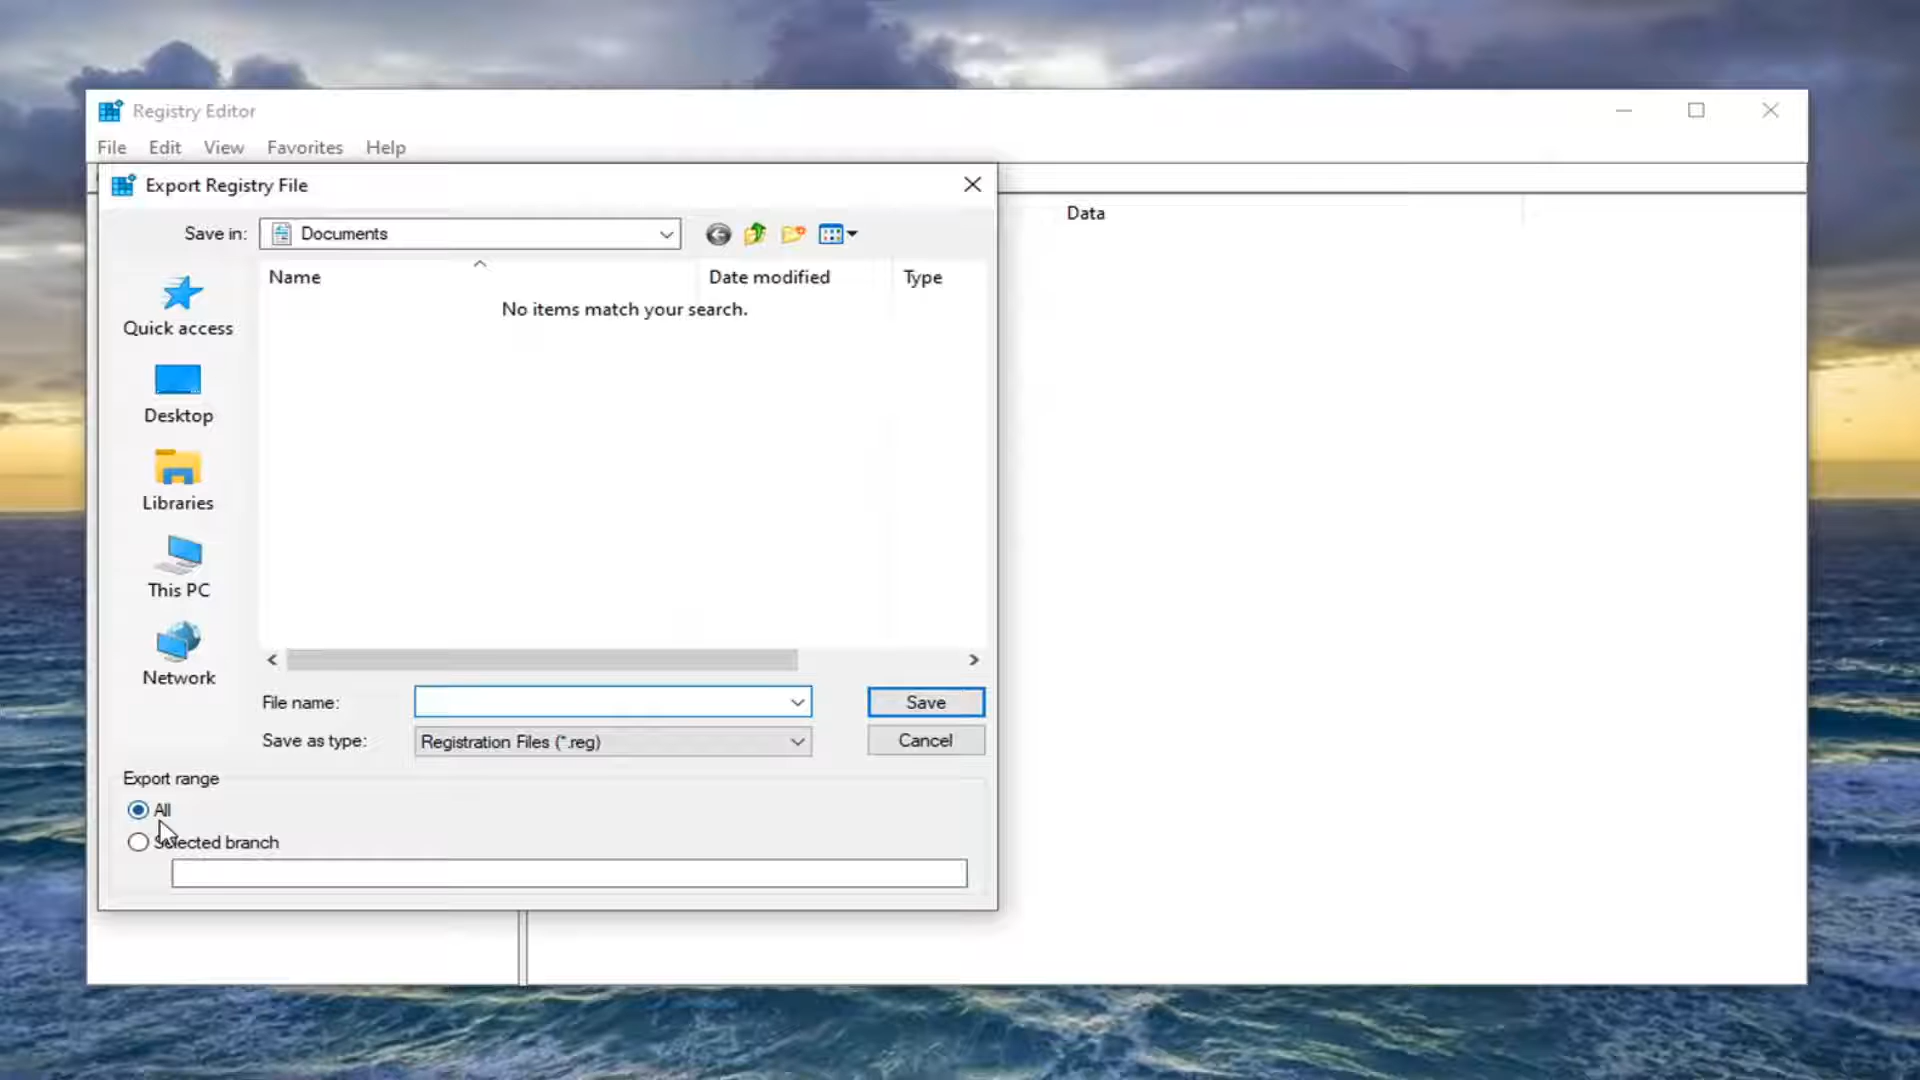 Registry Editor
File Edit View Favorites Help
Export Registry File
Save in: Documents
Data
Name Date modified Type
No items match your search.
Quick access
Desktop
Libraries
This PC
Network
File name: Save
Save as type: Registration Files (*.reg) Cancel
Export range
All
Selected branch